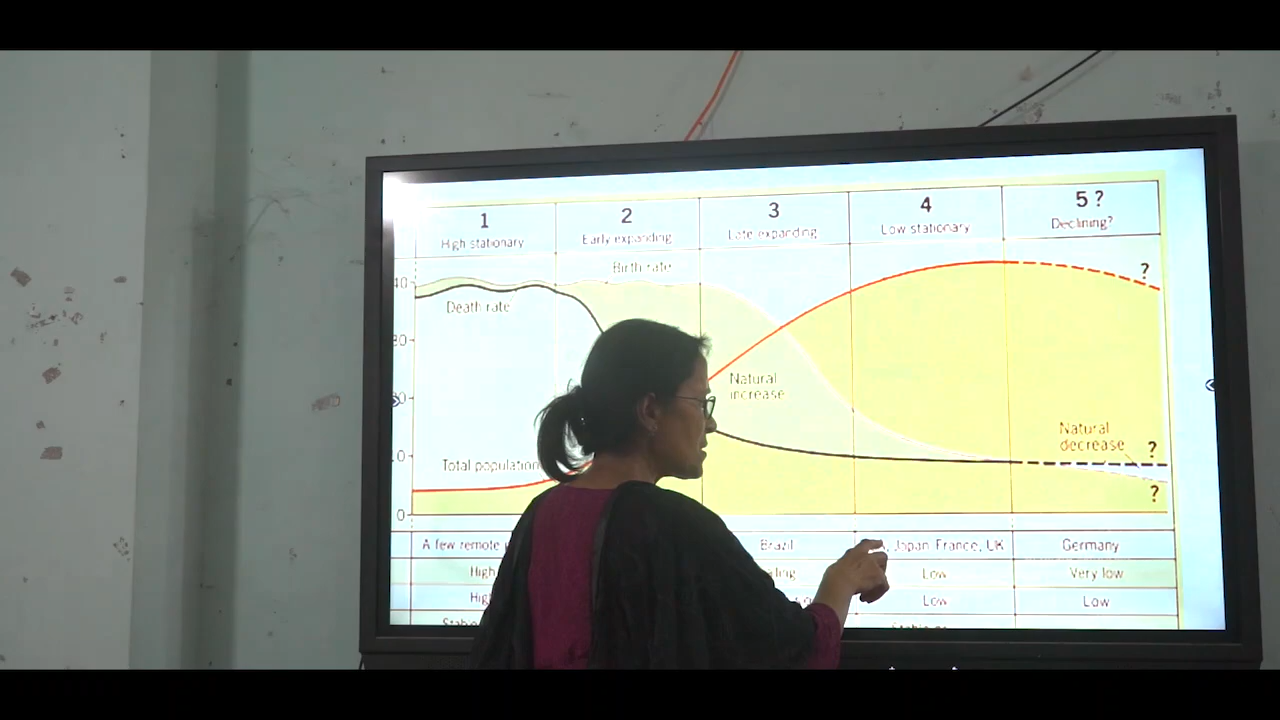 1 2 3 4 5 ?
High stationary Early expanding Late expanding Low stationary Declining?
Birth rate
?
40
Death rate
Natural
increase
Natural
decrease ?
Total population
?
0
A few remote Brazil Japan France, UK Germany
High Low Very low
Low Low